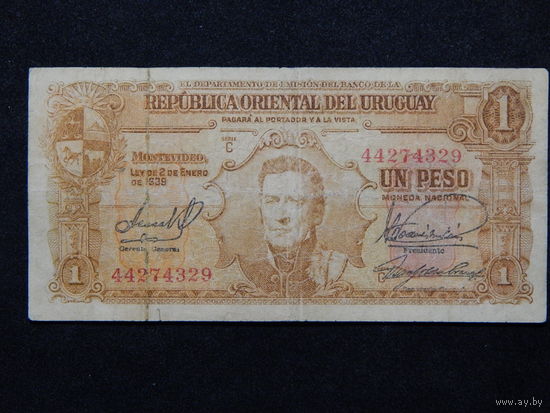 EL DEPARTAMENTO DE EMISIÓN DEL BANCO DE LA
REPÚBLICA ORIENTAL DEL URUGUAY
PAGARÁ AL PORTADOR Y A LA VISTA
1
SERIE
C
44274329
MONTEVIDEO
LEY DE 2 DE ENERO
DE 1939
UN PESO
MONEDA NACIONAL
Gerente General
Presidente
1
44274329
1
www.ay.by